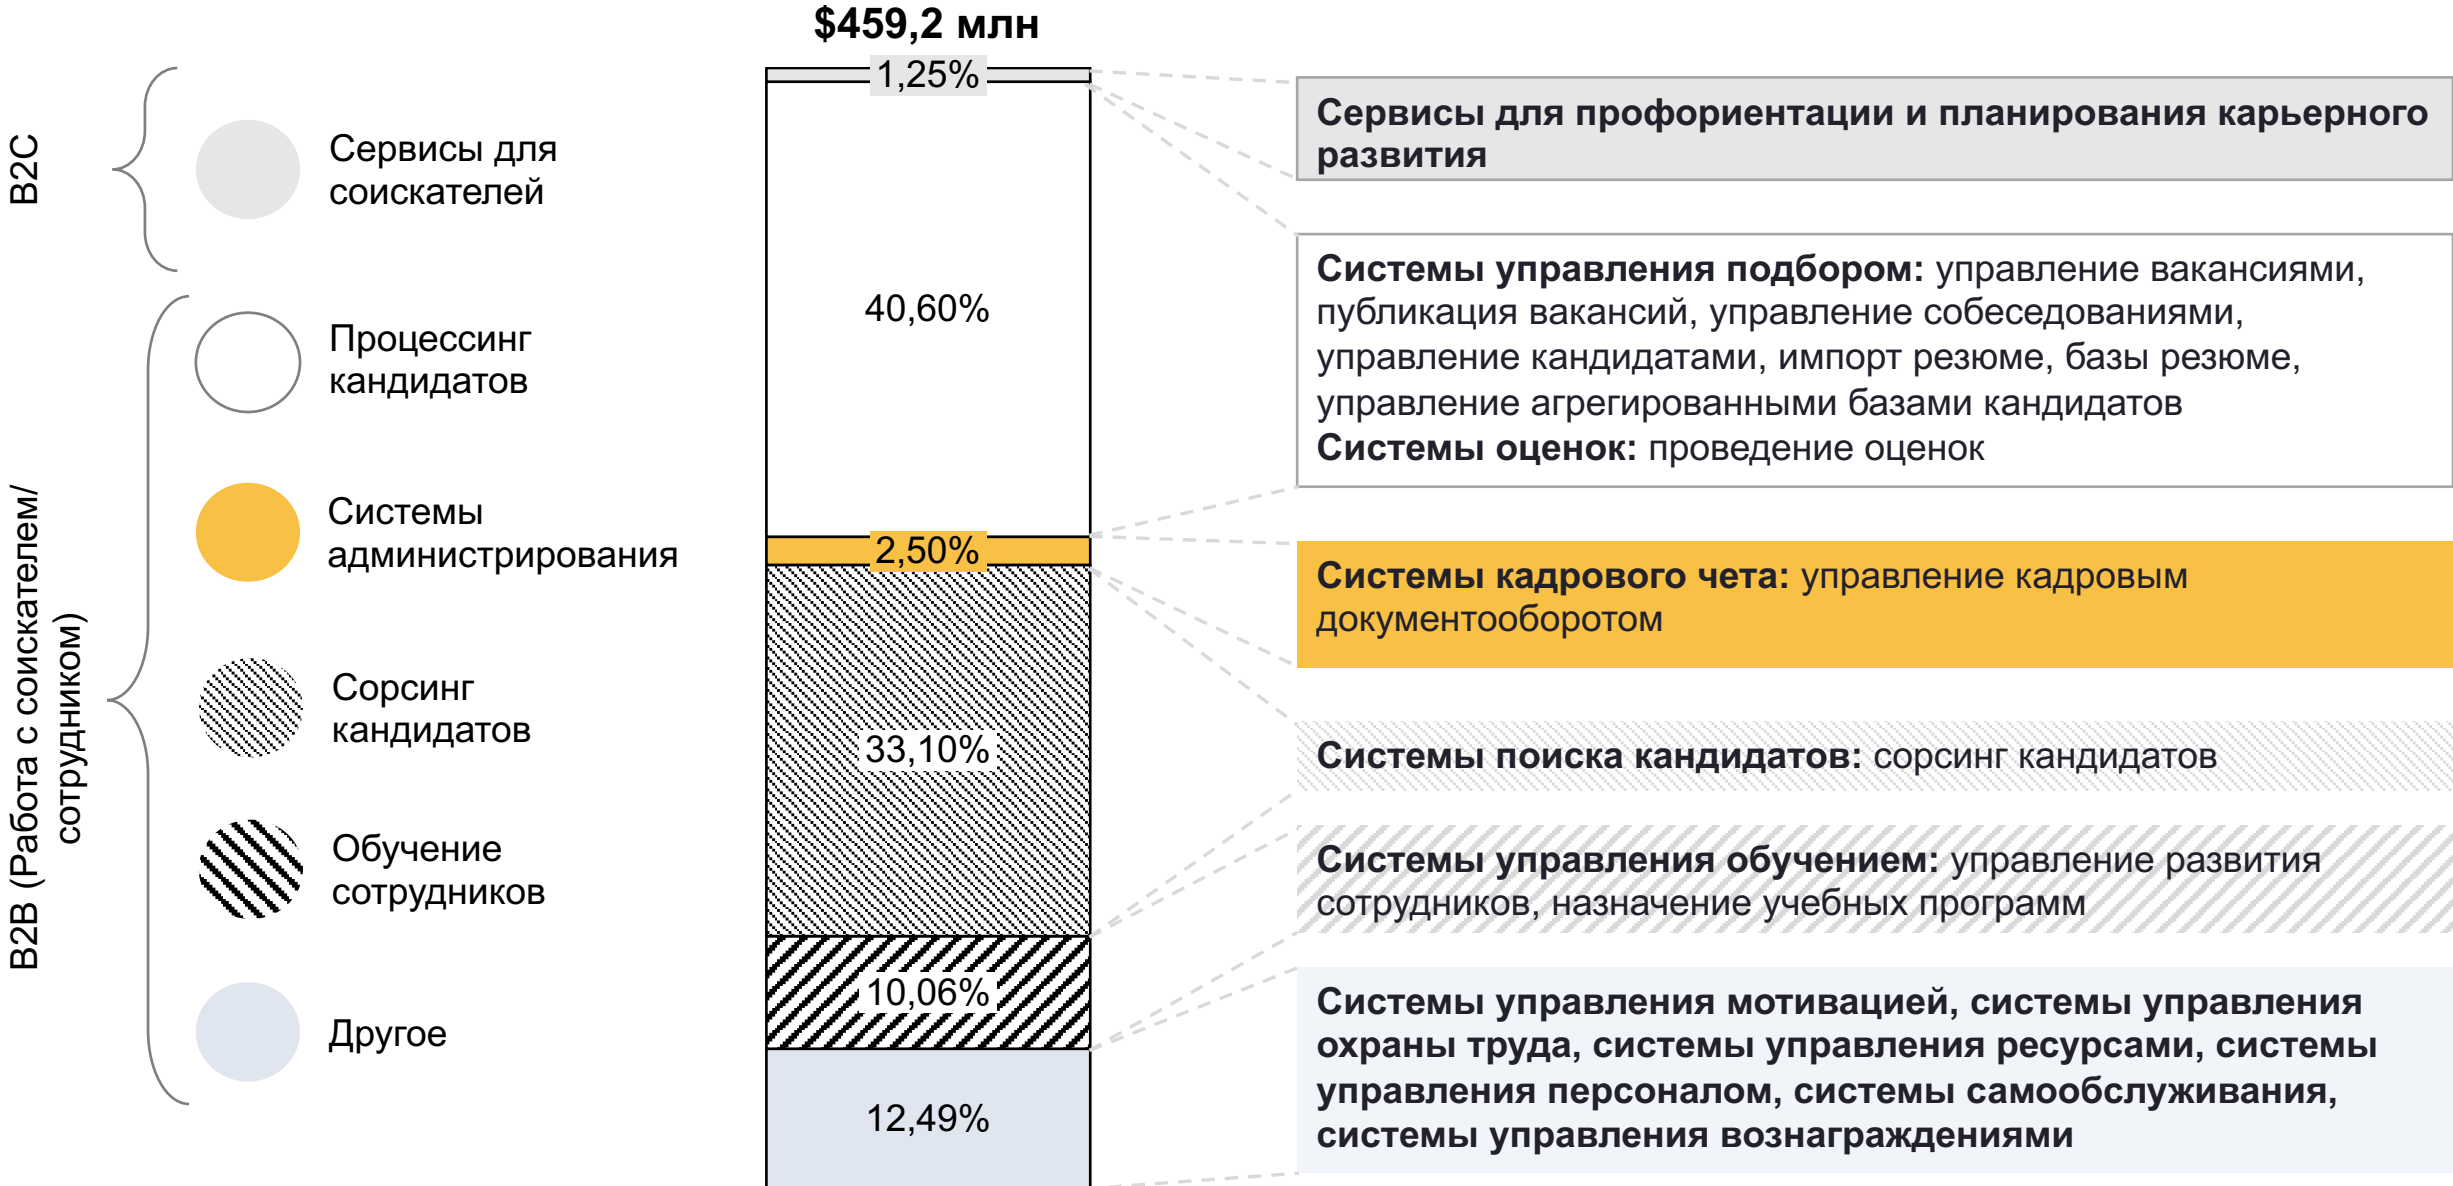 $459,2 млн
B2C
Сервисы для
соискателей
Процессинг
кандидатов
B2B (Работа с соискателем/
сотрудником)
Системы
администрирования
Сорсинг
кандидатов
Обучение
сотрудников
Другое
1,25%
40,60%
2,50%
33,10%
10,06%
12,49%
Сервисы для профориентации и планирования карьерного
развития
Системы управления подбором: управление вакансиями,
публикация вакансий, управление собеседованиями,
управление кандидатами, импорт резюме, базы резюме,
управление агрегированными базами кандидатов
Системы оценок: проведение оценок
Системы кадрового чета: управление кадровым
документооборотом
Системы поиска кандидатов: сорсинг кандидатов
Системы управления обучением: управление развития
сотрудников, назначение учебных программ
Системы управления мотивацией, системы управления
охраны труда, системы управления ресурсами, системы
управления персоналом, системы самообслуживания,
системы управления вознаграждениями